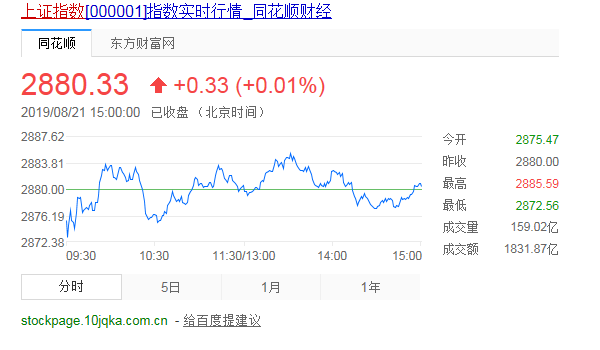 上证指数[000001]指数实时行情_同花顺财经
同花顺 东方财富网
2880.33 +0.33 (+0.01%)
2019/08/21 15:00:00 已收盘 （北京时间）
2887.62
2883.81
2880.00
2876.19
2872.38
09:30 10:30 11:30/13:00 14:00 15:00
今开 2875.47
昨收 2880.00
最高 2885.59
最低 2872.56
成交量 159.02亿
成交额 1831.87亿
分时 5日 1月 1年
stockpage.10jqka.com.cn - 给百度提建议